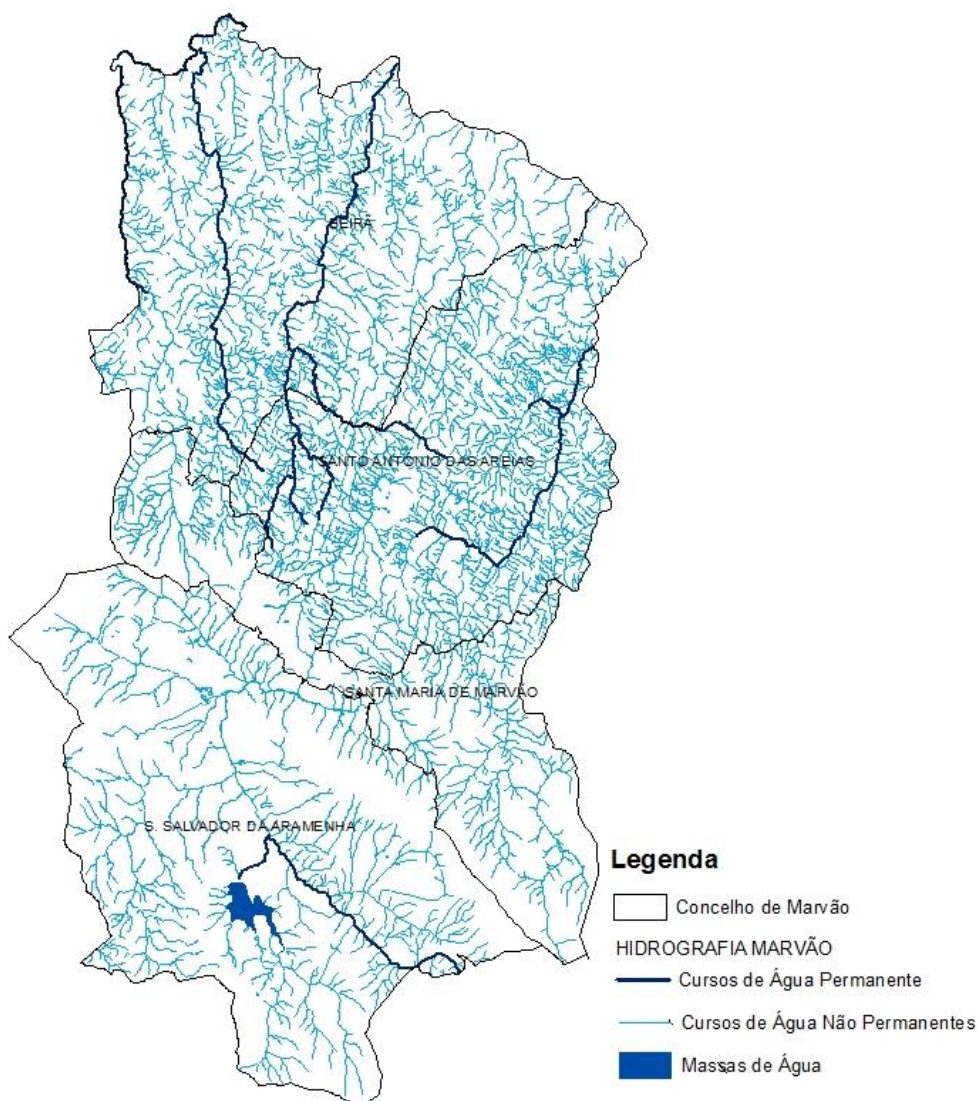 BEIRÃ
SANTO ANTÓNIO DAS AREIAS
SANTA MARIA DE MARVÃO
S. SALVADOR DA ARAMENHA
Legenda
Concelho de Marvão
HIDROGRAFIA MARVÃO
Cursos de Água Permanente
Cursos de Água Não Permanentes
Massas de Água